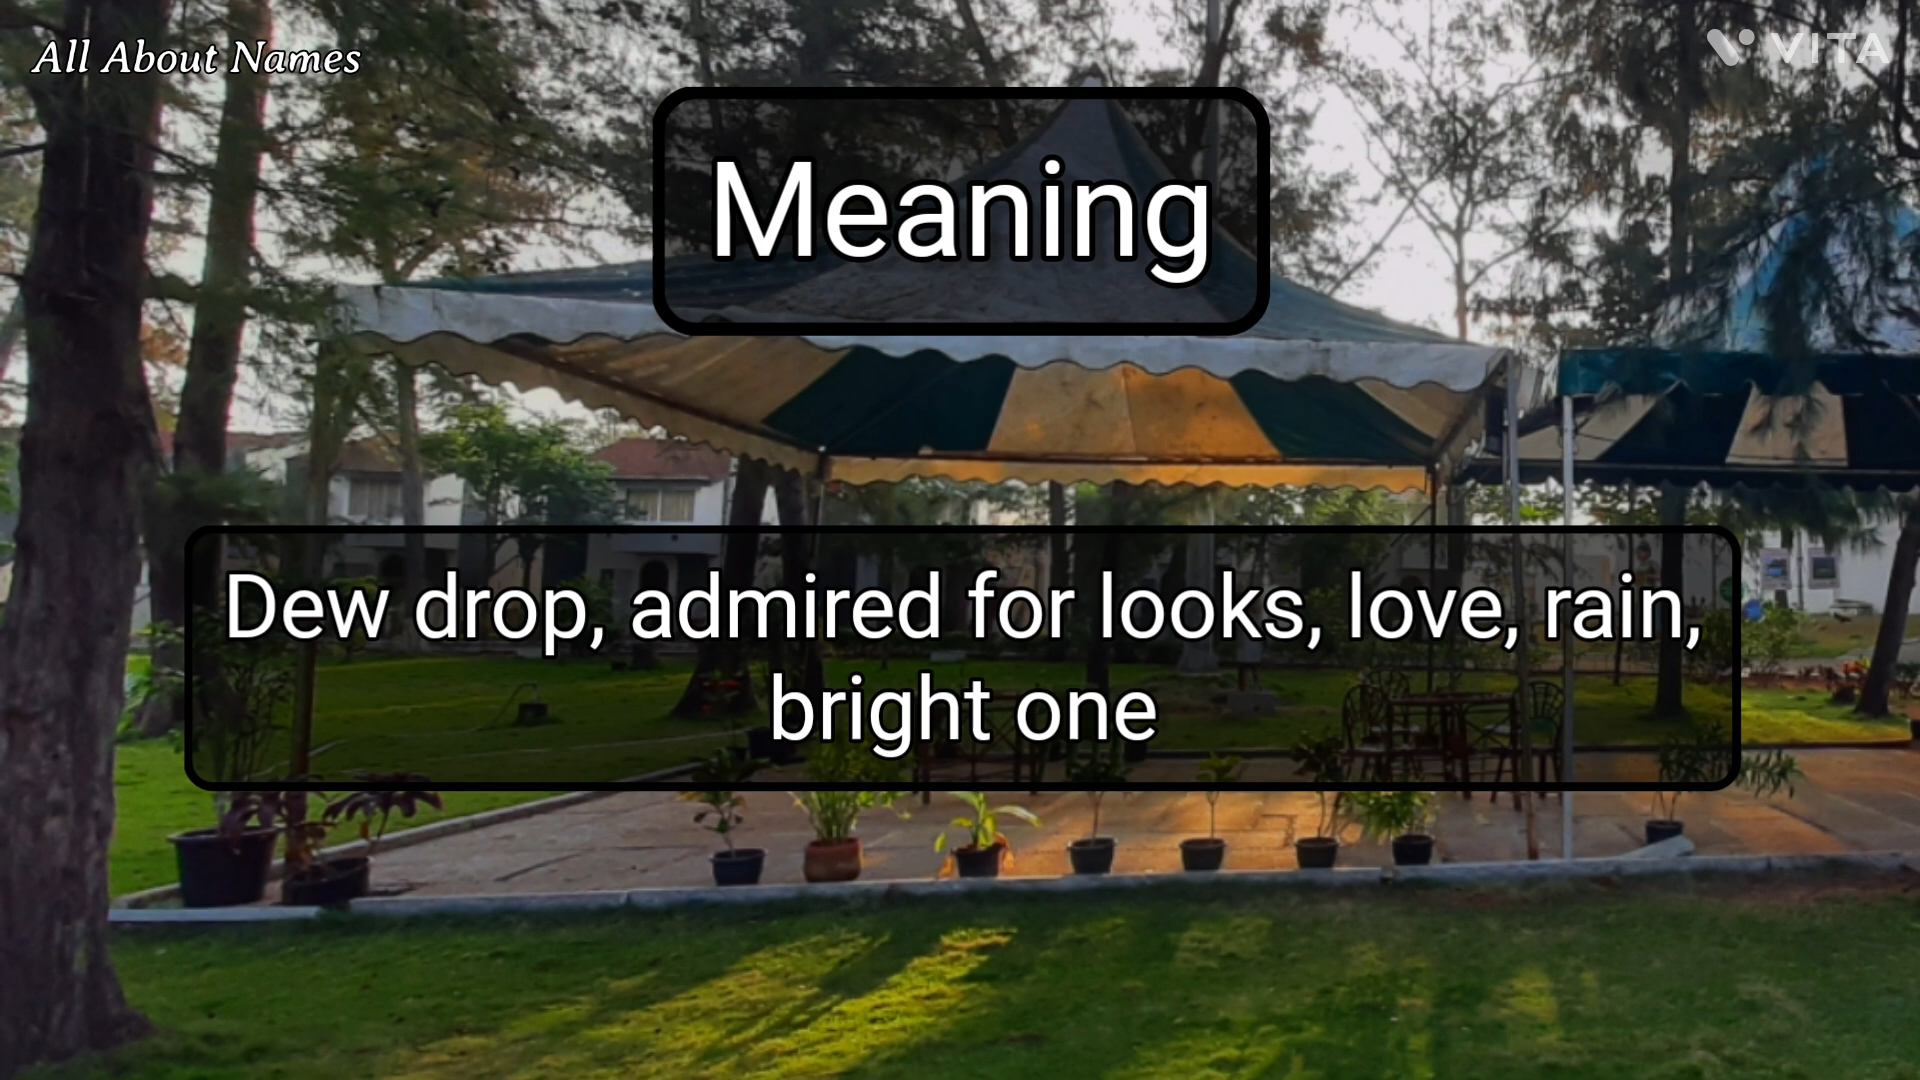 All About Names
VITA
Meaning
Dew drop, admired for looks, love, rain,
bright one